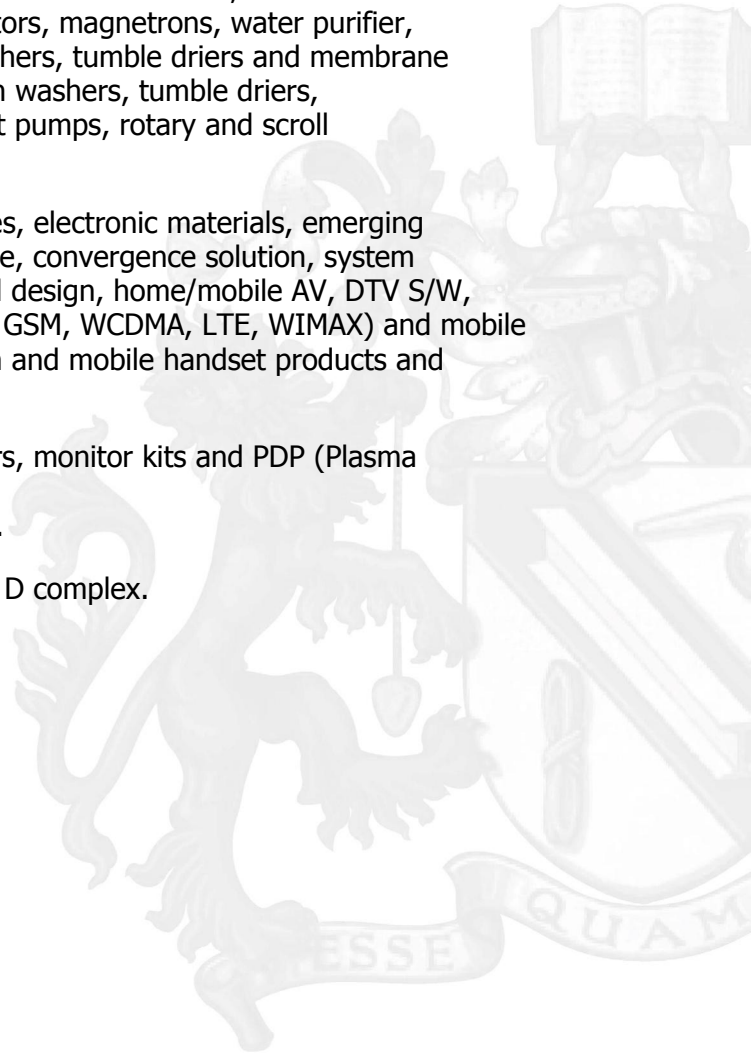 tors, magnetrons, water purifier,
hers, tumble driers and membrane
n washers, tumble driers,
t pumps, rotary and scroll
es, electronic materials, emerging
e, convergence solution, system
l design, home/mobile AV, DTV S/W,
GSM, WCDMA, LTE, WIMAX) and mobile
n and mobile handset products and
rs, monitor kits and PDP (Plasma
.
D complex.
ESSE QUAM